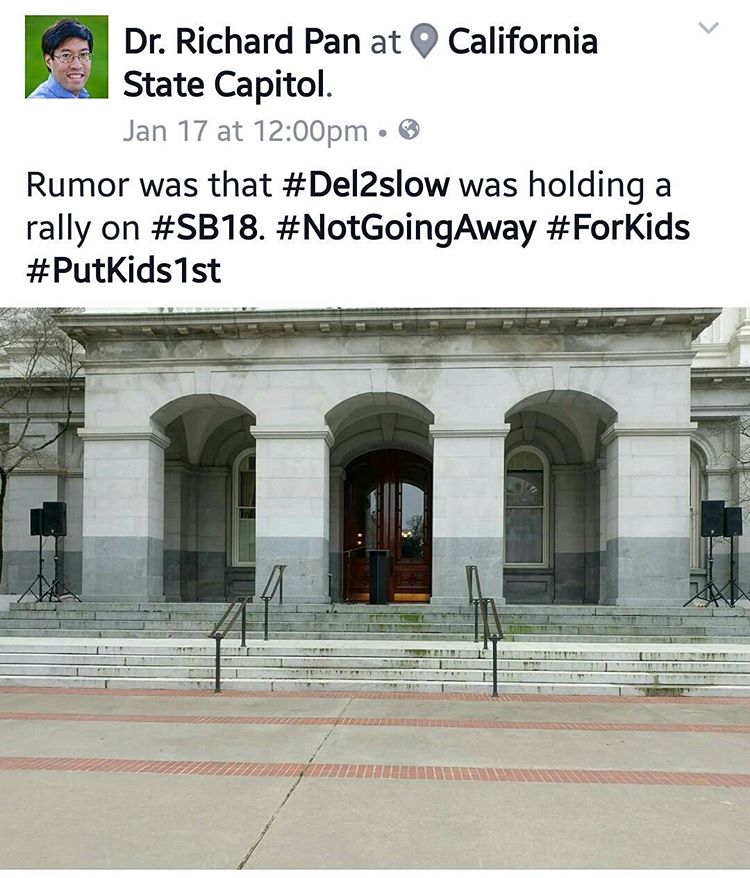 Dr. Richard Pan at California
State Capitol.
Jan 17 at 12:00pm •
Rumor was that #Del2slow was holding a
rally on #SB18. #NotGoingAway #ForKids
#PutKids1st